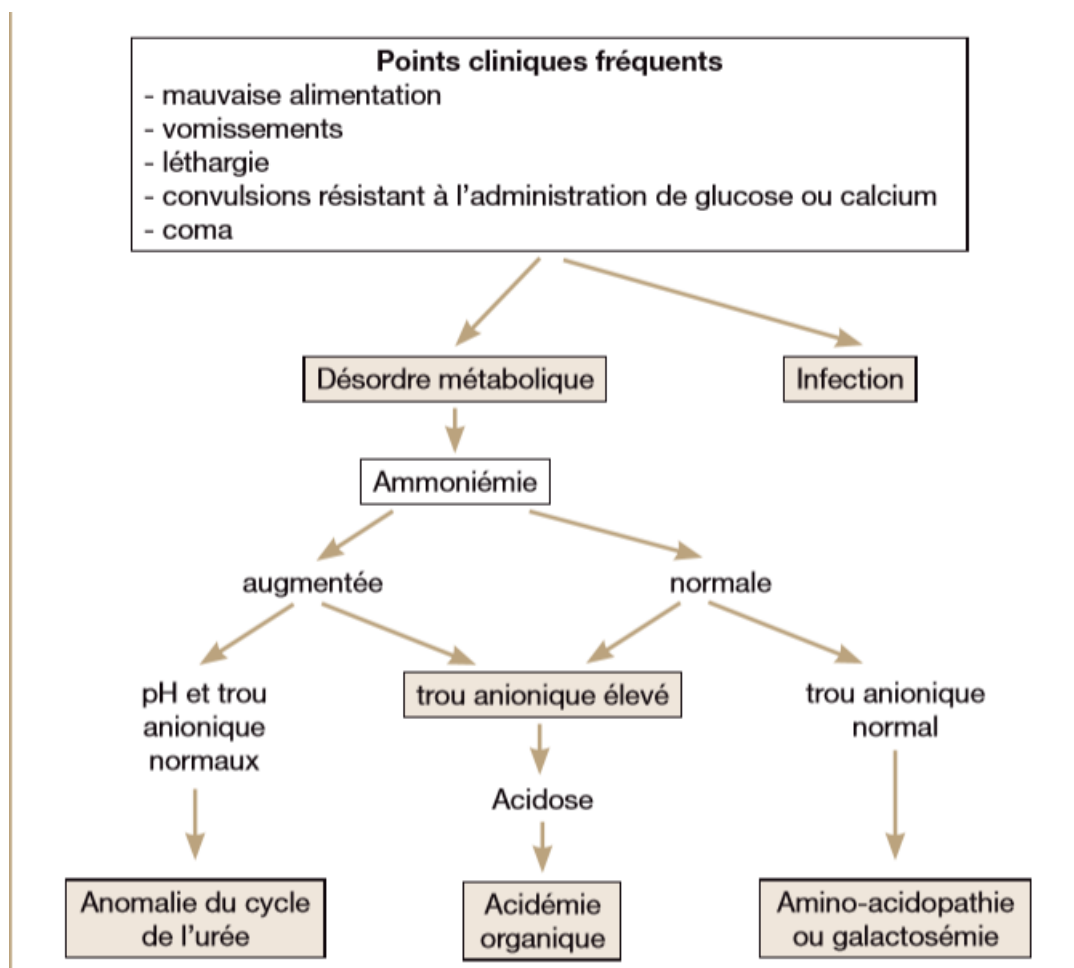 Points cliniques fréquents
- mauvaise alimentation
- vomissements
- léthargie
- convulsions résistant à l'administration de glucose ou calcium
- coma
Désordre métabolique
Infection
Ammoniémie
augmentée
normale
pH et trou
anionique
normaux
trou anionique élevé
trou anionique
normal
Acidose
Anomalie du cycle
de l'urée
Acidémie
organique
Amino-acidopathie
ou galactosémie